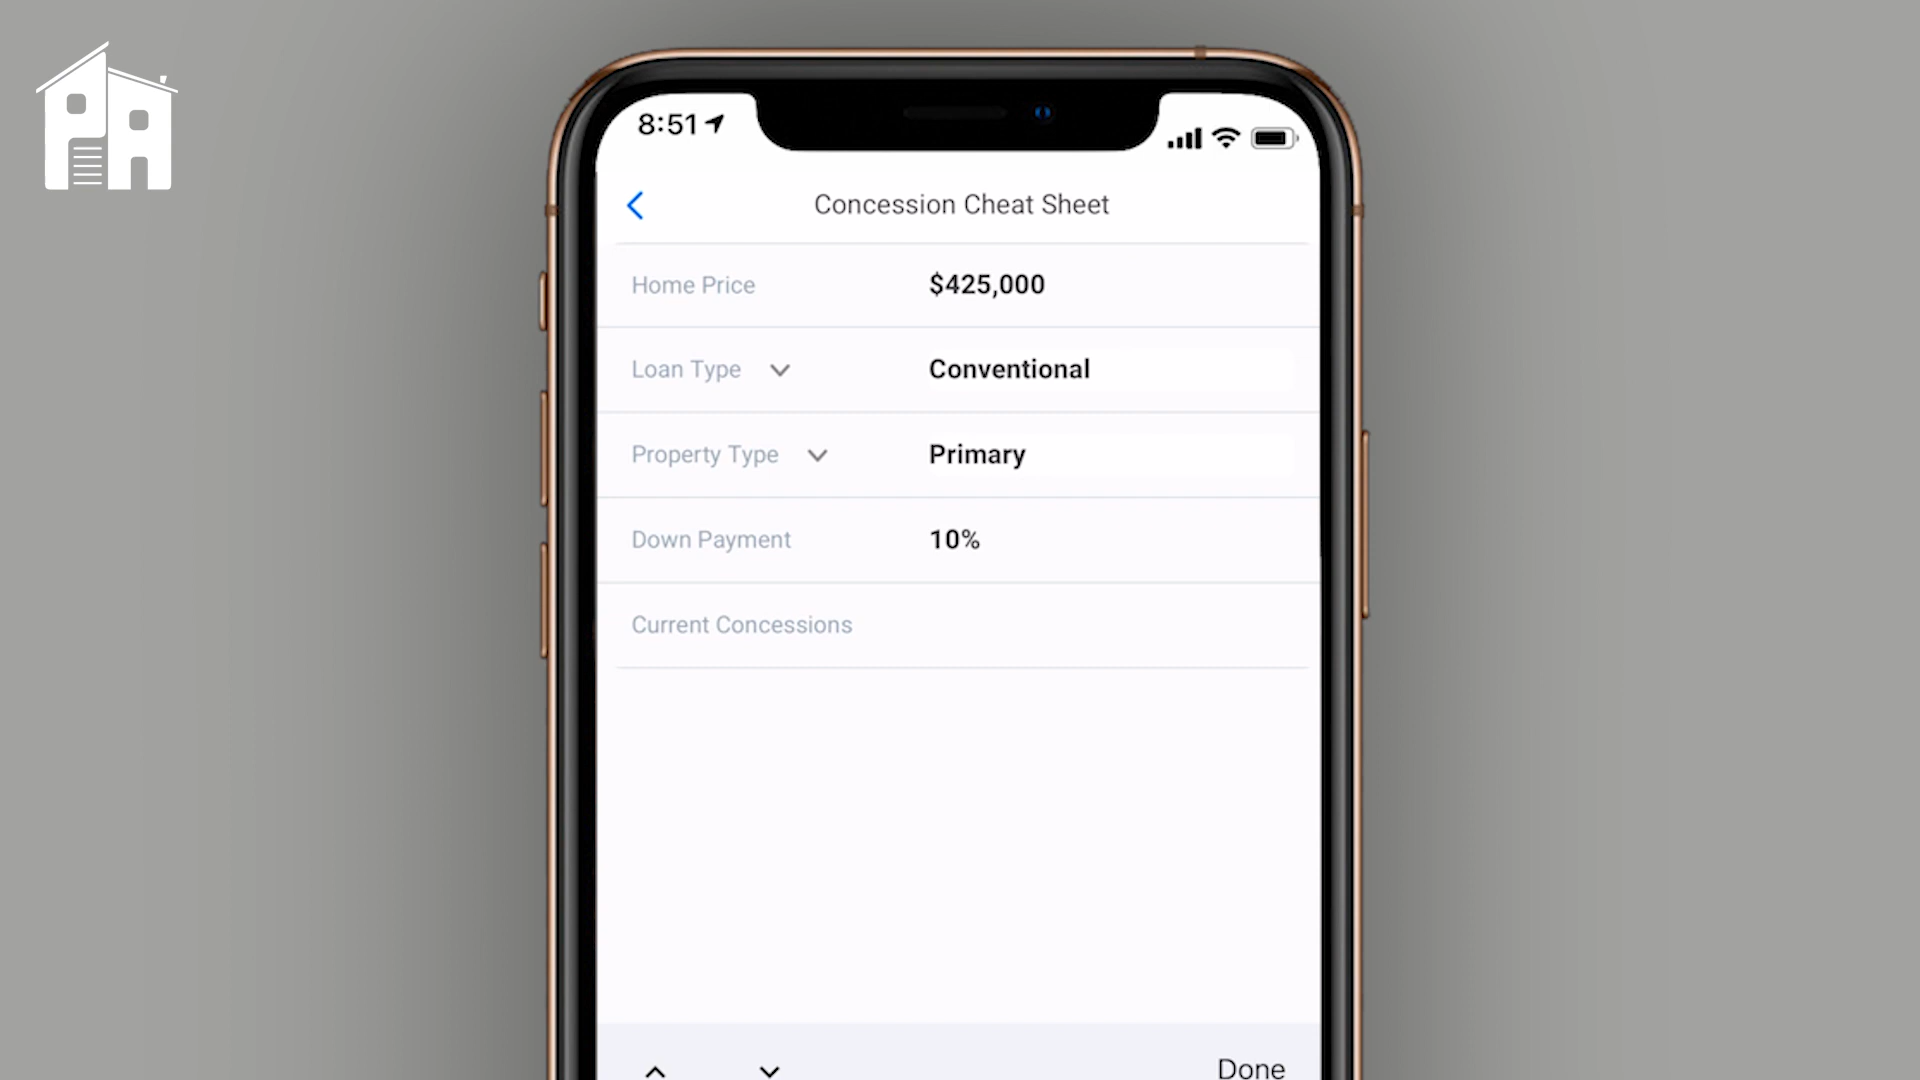 PA
8:51
Concession Cheat Sheet
Home Price $425,000
Loan Type Conventional
Property Type Primary
Down Payment 10%
Current Concessions
Done